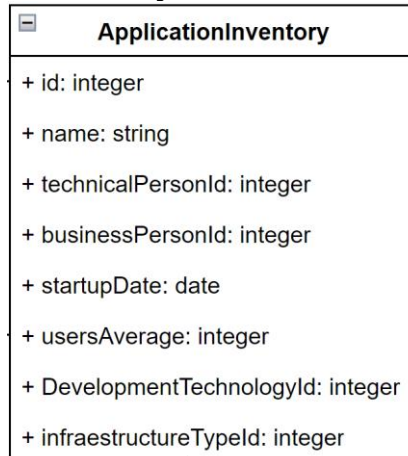 ApplicationInventory
+ id: integer
+ name: string
+ technicalPersonId: integer
+ businessPersonId: integer
+ startupDate: date
+ usersAverage: integer
+ DevelopmentTechnologyId: integer
+ infraestructureTypeId: integer